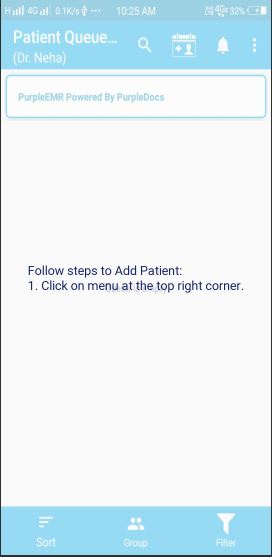 H 4G 0.1K/s ••• 10:25 AM 4G 32%
Patient Queue...
(Dr. Neha)
PurpleEMR Powered By PurpleDocs
Follow steps to Add Patient:
1. Click on menu at the top right corner.
Sort Group Filter